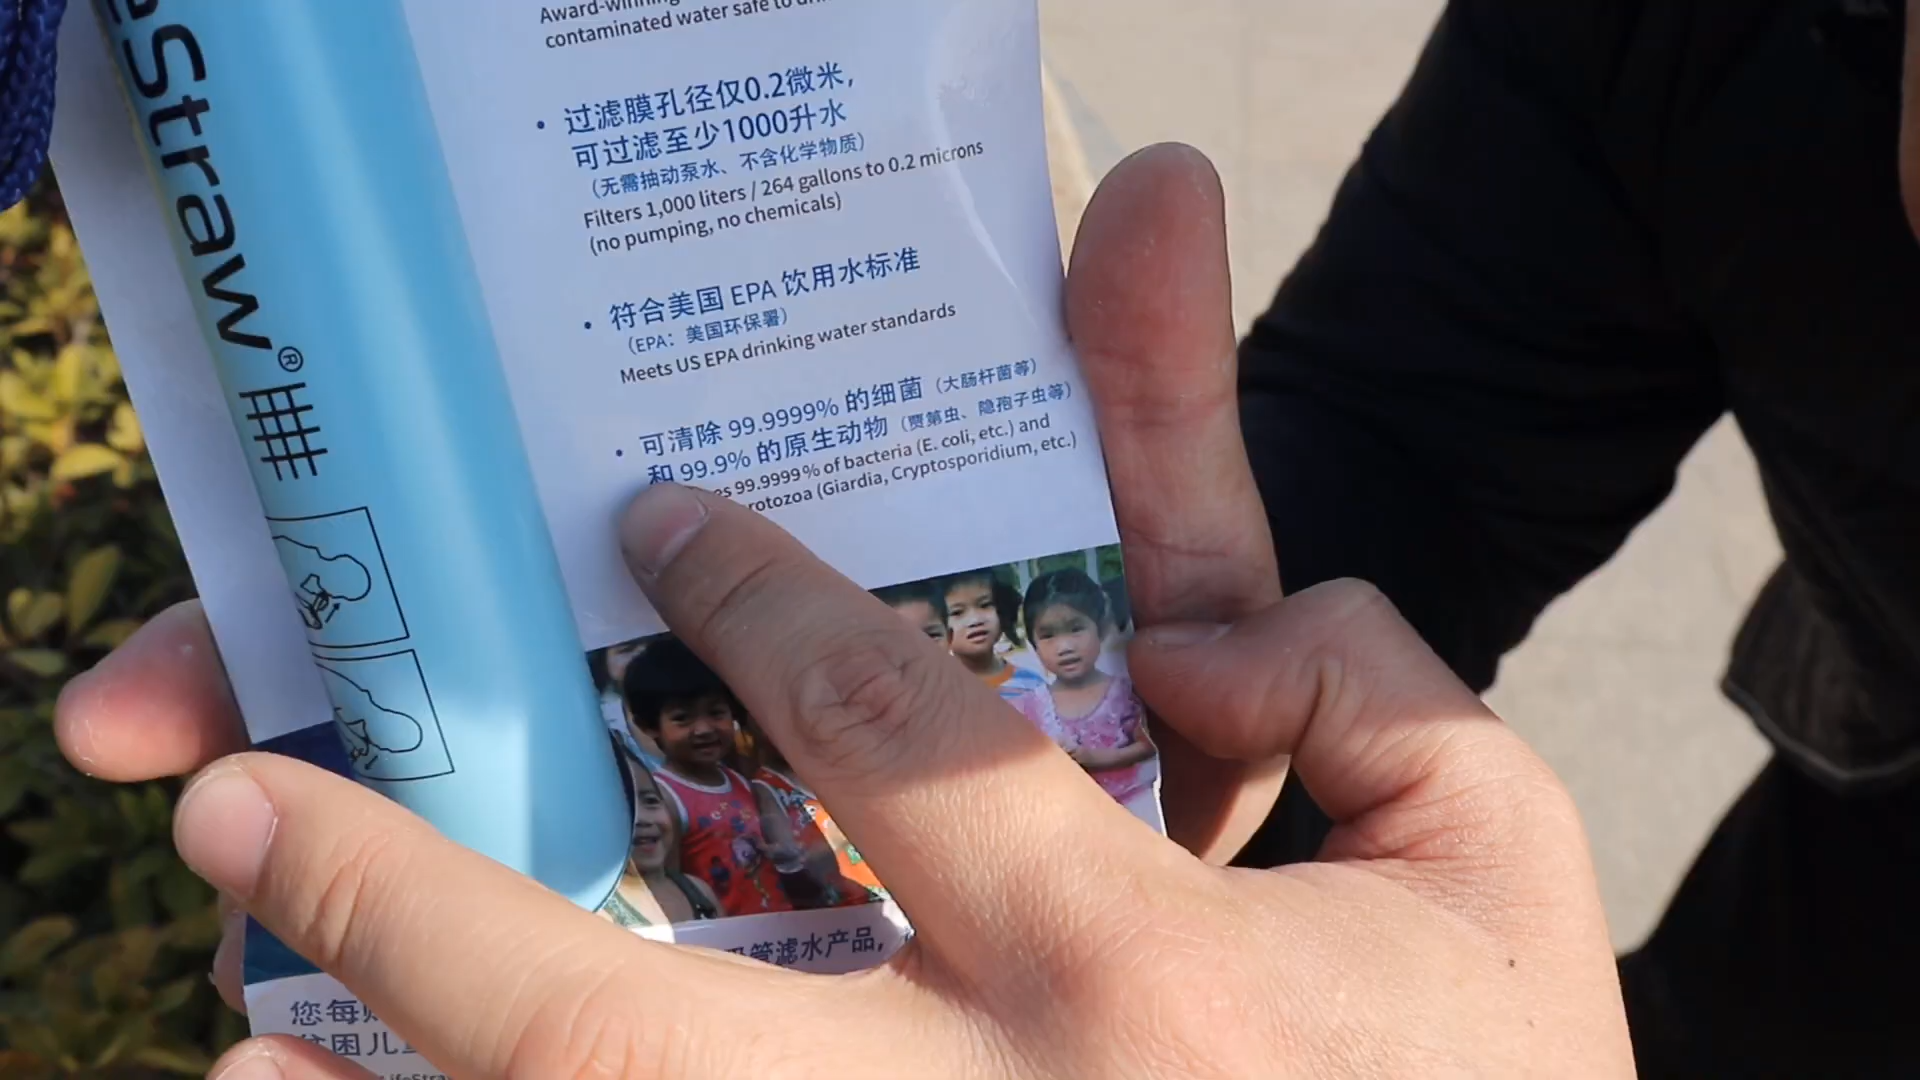 Straw®
Award-winning
contaminated water safe to
• 过滤膜孔径仅0.2微米,
可过滤至少1000升水
（无需抽动泵水、不含化学物质）
Filters 1,000 liters / 264 gallons to 0.2 microns
(no pumping, no chemicals)
• 符合美国 EPA 饮用水标准
（EPA：美国环保署）
Meets US EPA drinking water standards
• 可清除 99.9999% 的细菌（大肠杆菌等）
和 99.9% 的原生动物（贾第虫、隐孢子虫等）
99.9999% of bacteria (E. coli, etc.) and
(Giardia, Cryptosporidium, etc.)
管滤水产品,
您每
困儿